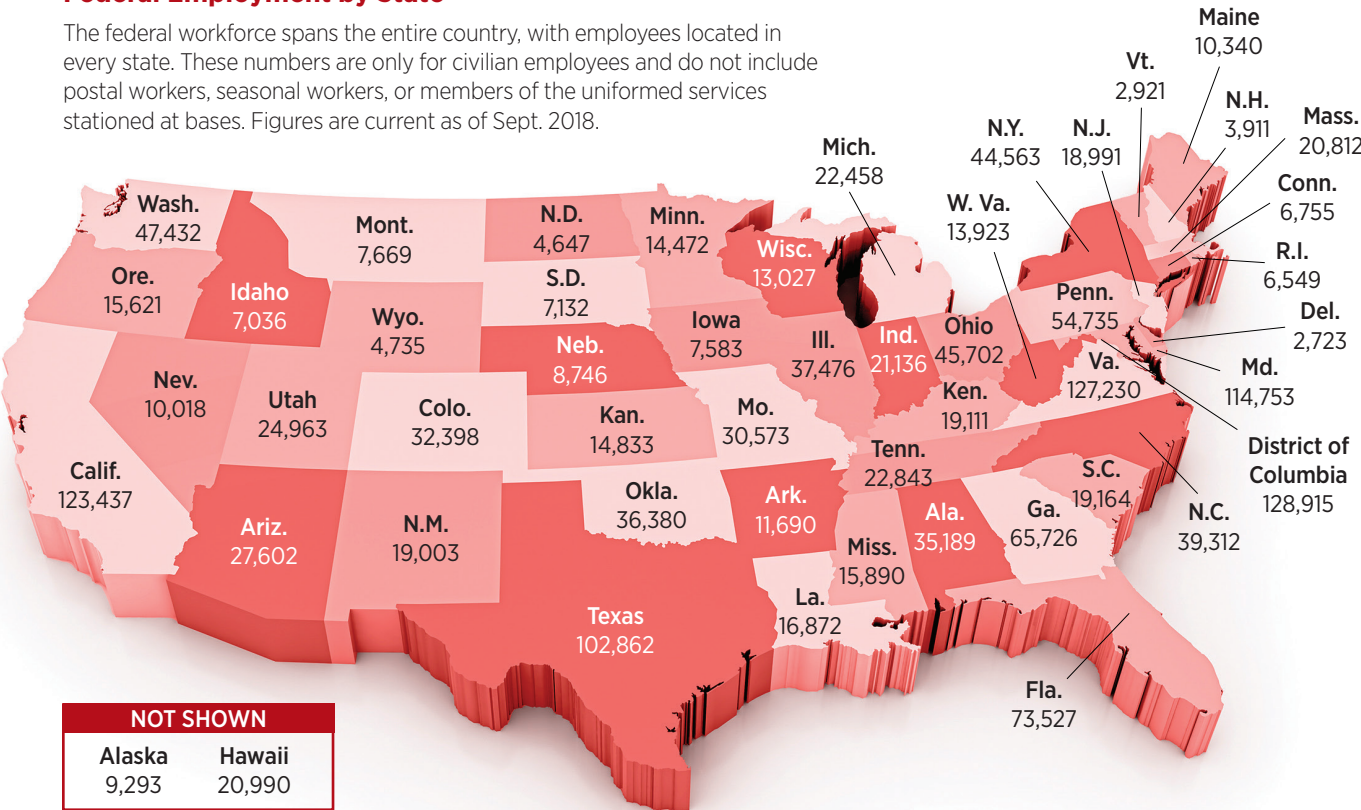 Federal Employment by State
The federal workforce spans the entire country, with employees located in
every state. These numbers are only for civilian employees and do not include
postal workers, seasonal workers, or members of the uniformed services
stationed at bases. Figures are current as of Sept. 2018.
Maine
10,340
Vt.
2,921
N.H.
3,911
Mass.
20,812
N.Y.
44,563
N.J.
18,991
Mich.
22,458
Conn.
6,755
W. Va.
13,923
R.I.
6,549
Del.
2,723
Md.
114,753
District of
Columbia
128,915
Wash.
47,432
Mont.
7,669
N.D.
4,647
Minn.
14,472
Wisc.
13,027
Ore.
15,621
Idaho
7,036
S.D.
7,132
Wyo.
4,735
Iowa
7,583
Neb.
8,746
Ill.
37,476
Ind.
21,136
Ohio
45,702
Penn.
54,735
Va.
127,230
Nev.
10,018
Utah
24,963
Colo.
32,398
Kan.
14,833
Mo.
30,573
Ken.
19,111
Calif.
123,437
Tenn.
22,843
N.C.
39,312
Ariz.
27,602
N.M.
19,003
Okla.
36,380
Ark.
11,690
Miss.
15,890
Ala.
35,189
Ga.
65,726
S.C.
19,164
Texas
102,862
La.
16,872
Fla.
73,527
NOT SHOWN
Alaska
9,293
Hawaii
20,990